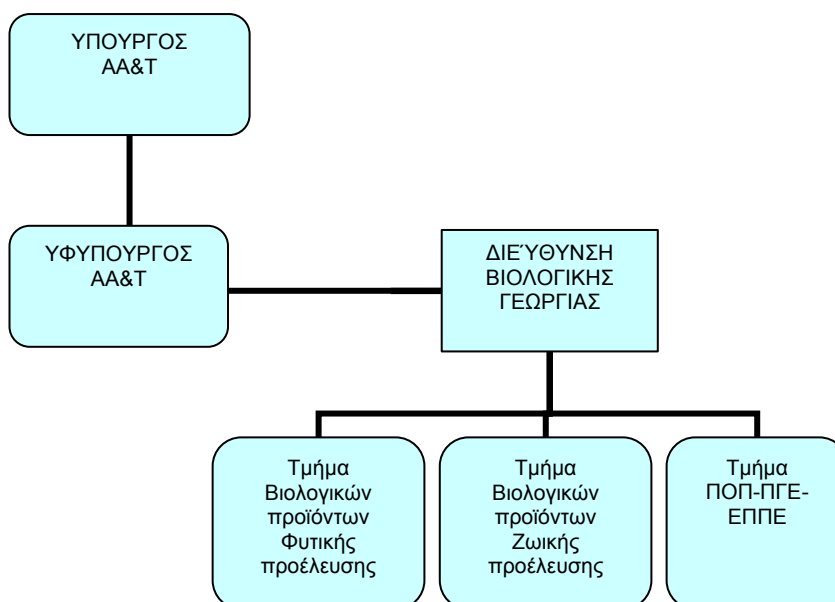 ΥΠΟΥΡΓΟΣ
ΑΑ&Τ
ΥΦΥΠΟΥΡΓΟΣ
ΑΑ&Τ
ΔΙΕΎΘΥΝΣΗ
ΒΙΟΛΟΓΙΚΗΣ
ΓΕΩΡΓΙΑΣ
Τμήμα
Βιολογικών
προϊόντων
Φυτικής
προέλευσης
Τμήμα
Βιολογικών
προϊόντων
Ζωικής
προέλευσης
Τμήμα
ΠΟΠ-ΠΓΕ-
ΕΠΠΕ